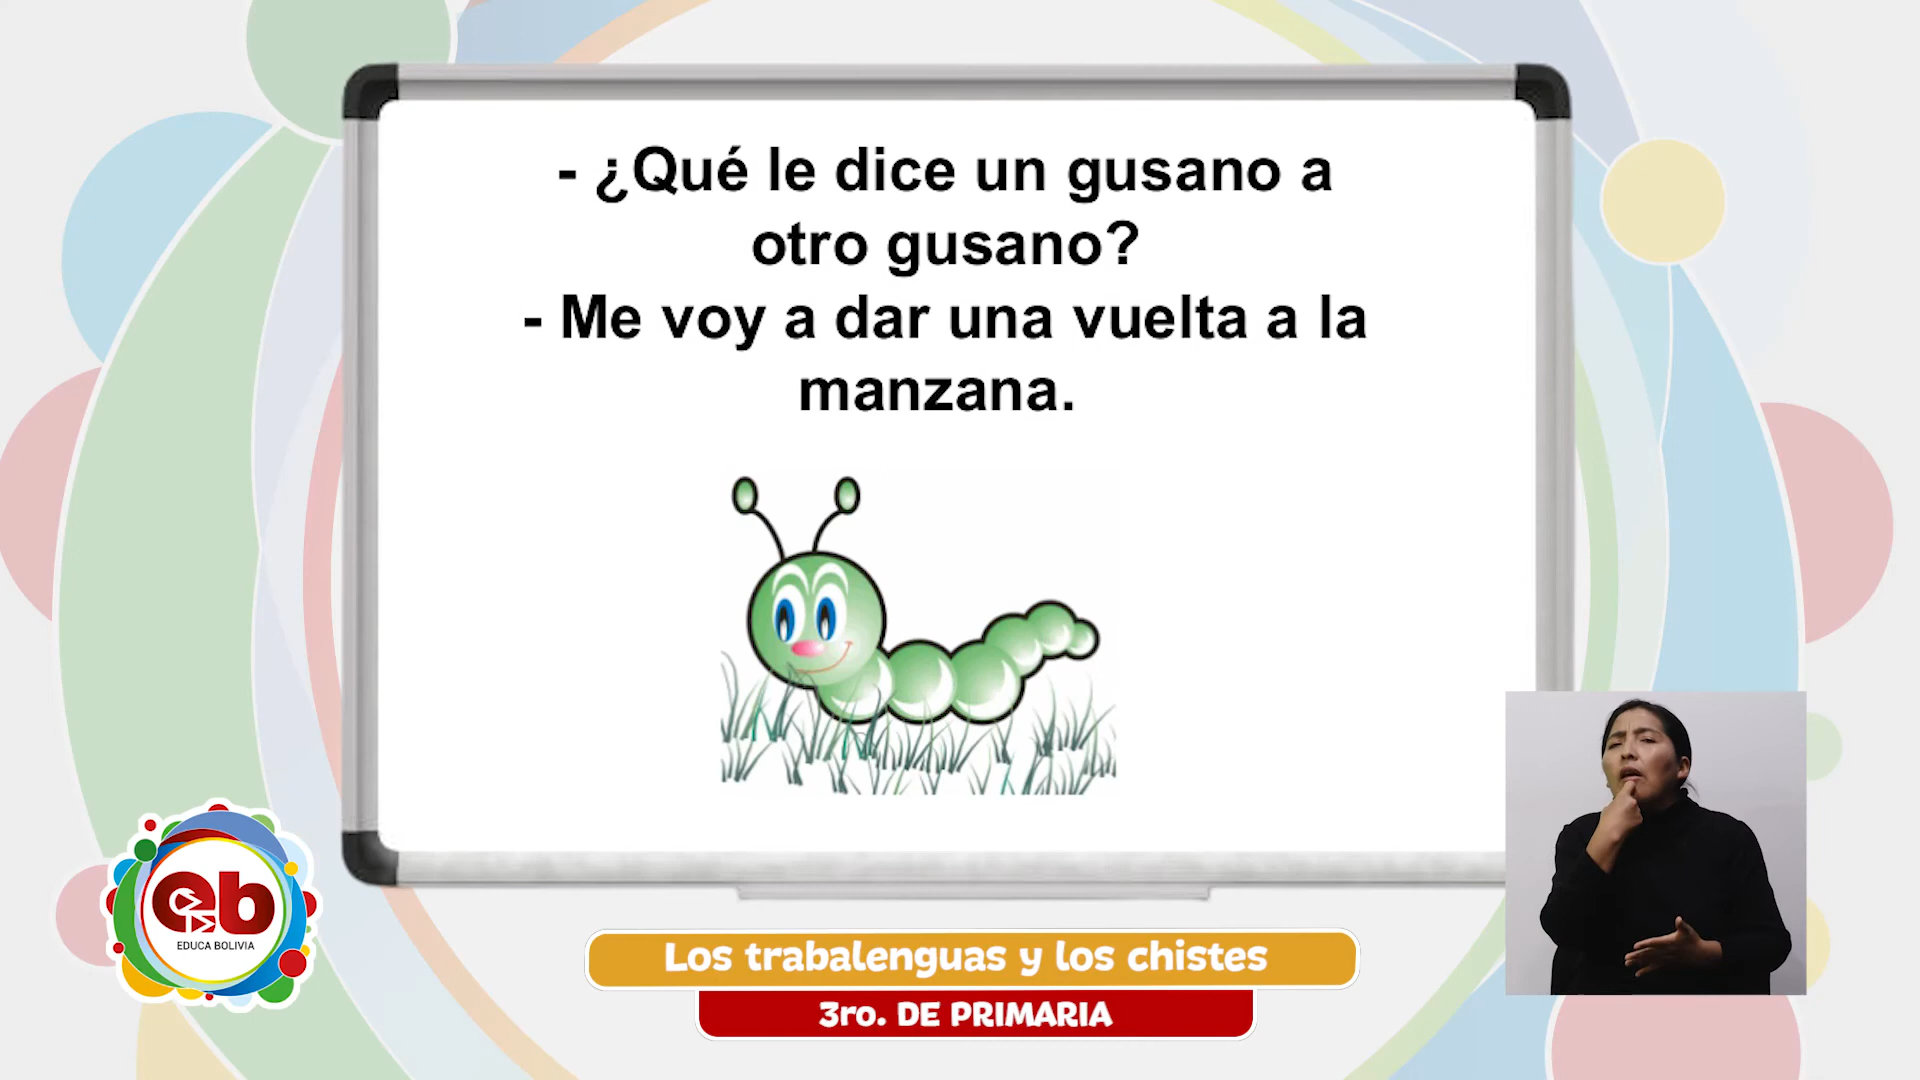 - ¿Qué le dice un gusano a
otro gusano?
- Me voy a dar una vuelta a la
manzana.
eb
EDUCA BOLIVIA
Los trabalenguas y los chistes
3ro. DE PRIMARIA